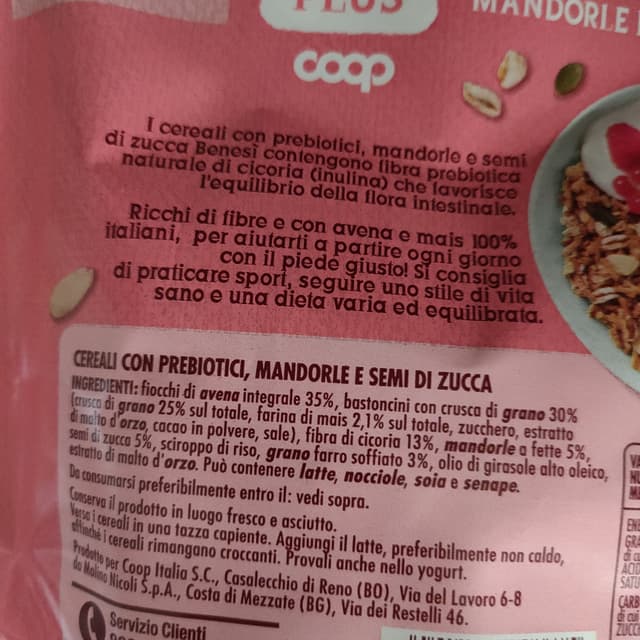 PLUS
MANDORLE
coop
I cereali con prebiotici, mandorle e semi
di zucca Benesì contengono fibra prebiotica
naturale di cicoria (inulina) che favorisce
l'equilibrio della flora intestinale.
Ricchi di fibre e con avena e mais 100%
italiani, per aiutarti a partire ogni giorno
con il piede giusto! Si consiglia
di praticare sport, seguire uno stile di vita
sano e una dieta varia ed equilibrata.
CEREALI CON PREBIOTICI, MANDORLE E SEMI DI ZUCCA
INGREDIENTI: fiocchi di avena integrale 35%, bastoncini con crusca di grano 30%
(crusca di grano 25% sul totale, farina di mais 2,1% sul totale, zucchero, estratto
di malto d'orzo, cacao in polvere, sale), fibra di cicoria 13%, mandorle a fette 5%,
semi di zucca 5%, sciroppo di riso, grano farro soffiato 3%, olio di girasole alto oleico,
estratto di malto d'orzo. Può contenere latte, nocciole, soia e senape.
Da consumarsi preferibilmente entro il: vedi sopra.
Conserva il prodotto in luogo fresco e asciutto.
Versa i cereali in una tazza capiente. Aggiungi il latte, preferibilmente non caldo,
affinché i cereali rimangano croccanti. Provali anche nello yogurt.
Prodotto per Coop Italia S.C., Casalecchio di Reno (BO), Via del Lavoro 6-8
da Molino Nicoli S.p.A., Costa di Mezzate (BG), Via dei Restelli 46.
Servizio Clienti